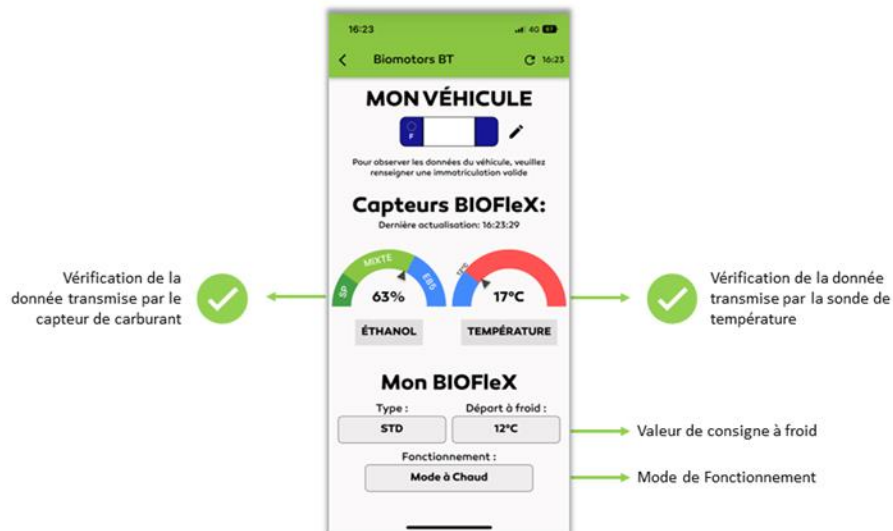 16:23
4G 67
Biomotors BT
16:23
MON VÉHICULE
F
Pour observer les données du véhicule, veuillez
renseigner une immatriculation valide
Capteurs BIOFleX:
Dernière actualisation: 16:23:29
SP
MIXTE
E85
63%
ÉTHANOL
12°C
17°C
TEMPÉRATURE
Mon BIOFleX
Type :
STD
Départ à froid :
12°C
Fonctionnement :
Mode à Chaud
Vérification de la
donnée transmise par le
capteur de carburant
Vérification de la donnée
transmise par la sonde de
température
Valeur de consigne à froid
Mode de Fonctionnement